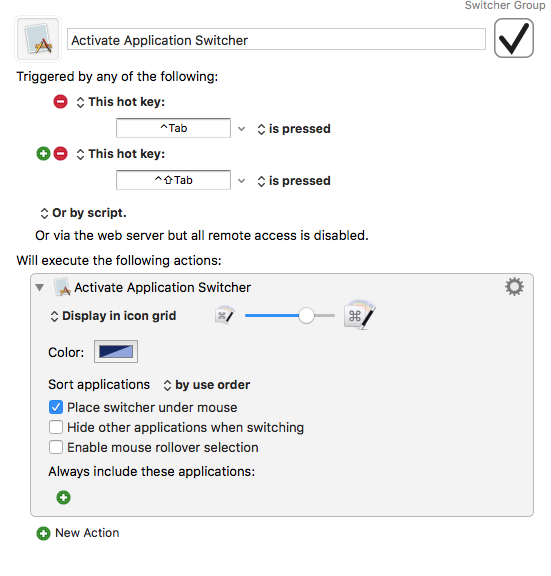 Switcher Group
Activate Application Switcher
Triggered by any of the following:
This hot key:
^Tab
is pressed
This hot key:
^⇧Tab
is pressed
Or by script.
Or via the web server but all remote access is disabled.
Will execute the following actions:
Activate Application Switcher
Display in icon grid
Color:
Sort applications by use order
Place switcher under mouse
Hide other applications when switching
Enable mouse rollover selection
Always include these applications:
New Action